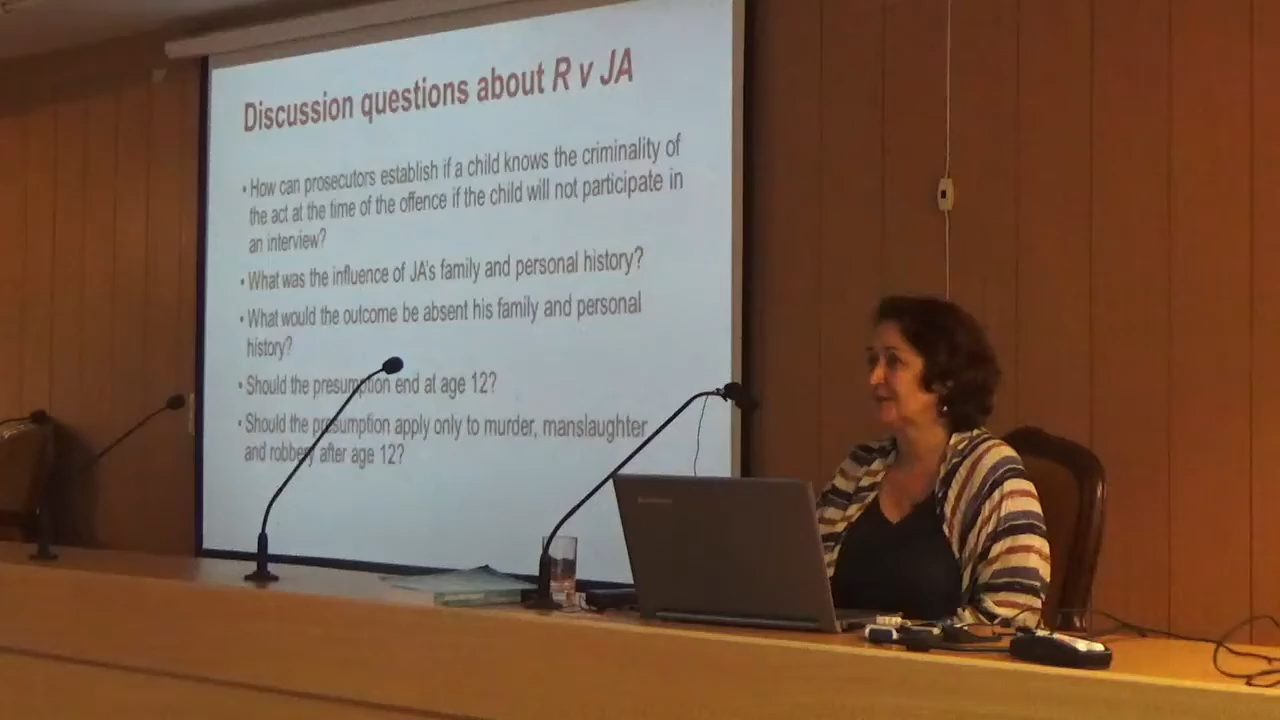 Discussion questions about R v JA
• How can prosecutors establish if a child knows the criminality of
the act at the time of the offence if the child will not participate in
an interview?
• What was the influence of JA's family and personal history?
• What would the outcome be absent his family and personal
history?
• Should the presumption end at age 12?
• Should the presumption apply only to murder, manslaughter
and robbery after age 12?